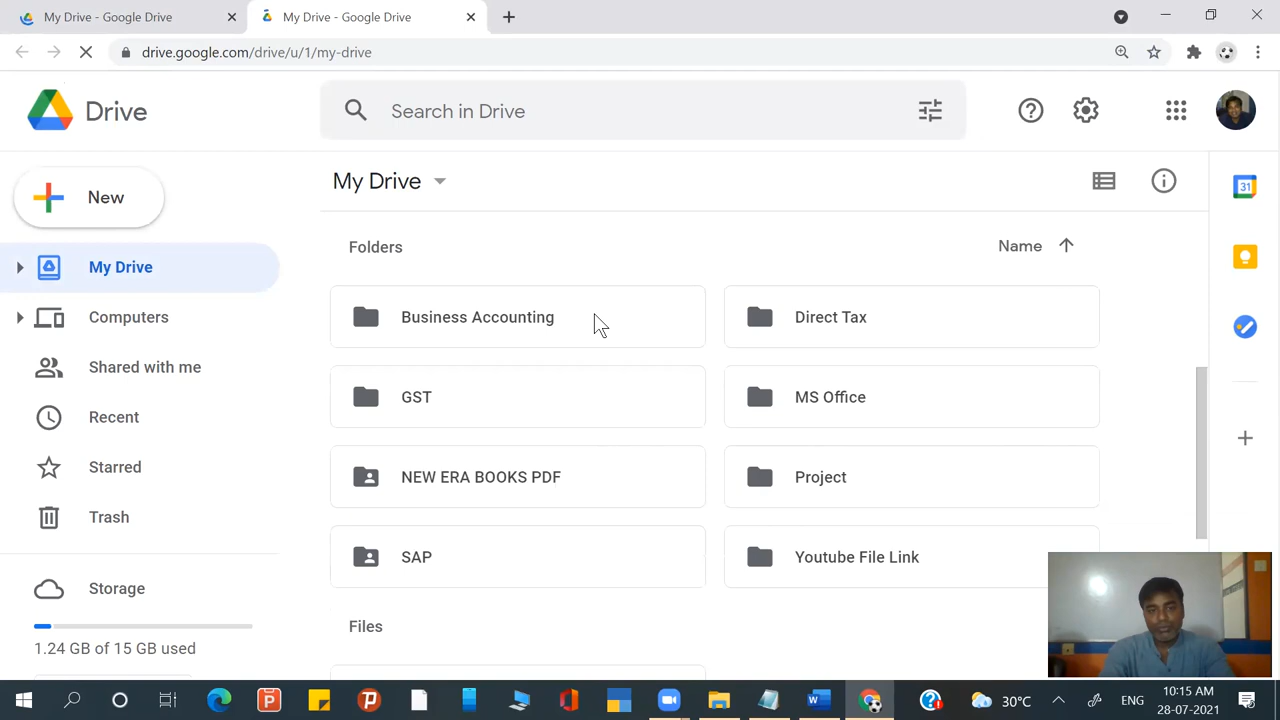 My Drive - Google Drive
My Drive - Google Drive
drive.google.com/drive/u/1/my-drive
Drive
Search in Drive
New
My Drive
My Drive
Computers
Shared with me
Recent
Starred
Trash
Storage
1.24 GB of 15 GB used
Folders
Name
Business Accounting
Direct Tax
GST
MS Office
NEW ERA BOOKS PDF
Project
SAP
Youtube File Link
Files
31
30°C
ENG
10:15 AM
28-07-2021